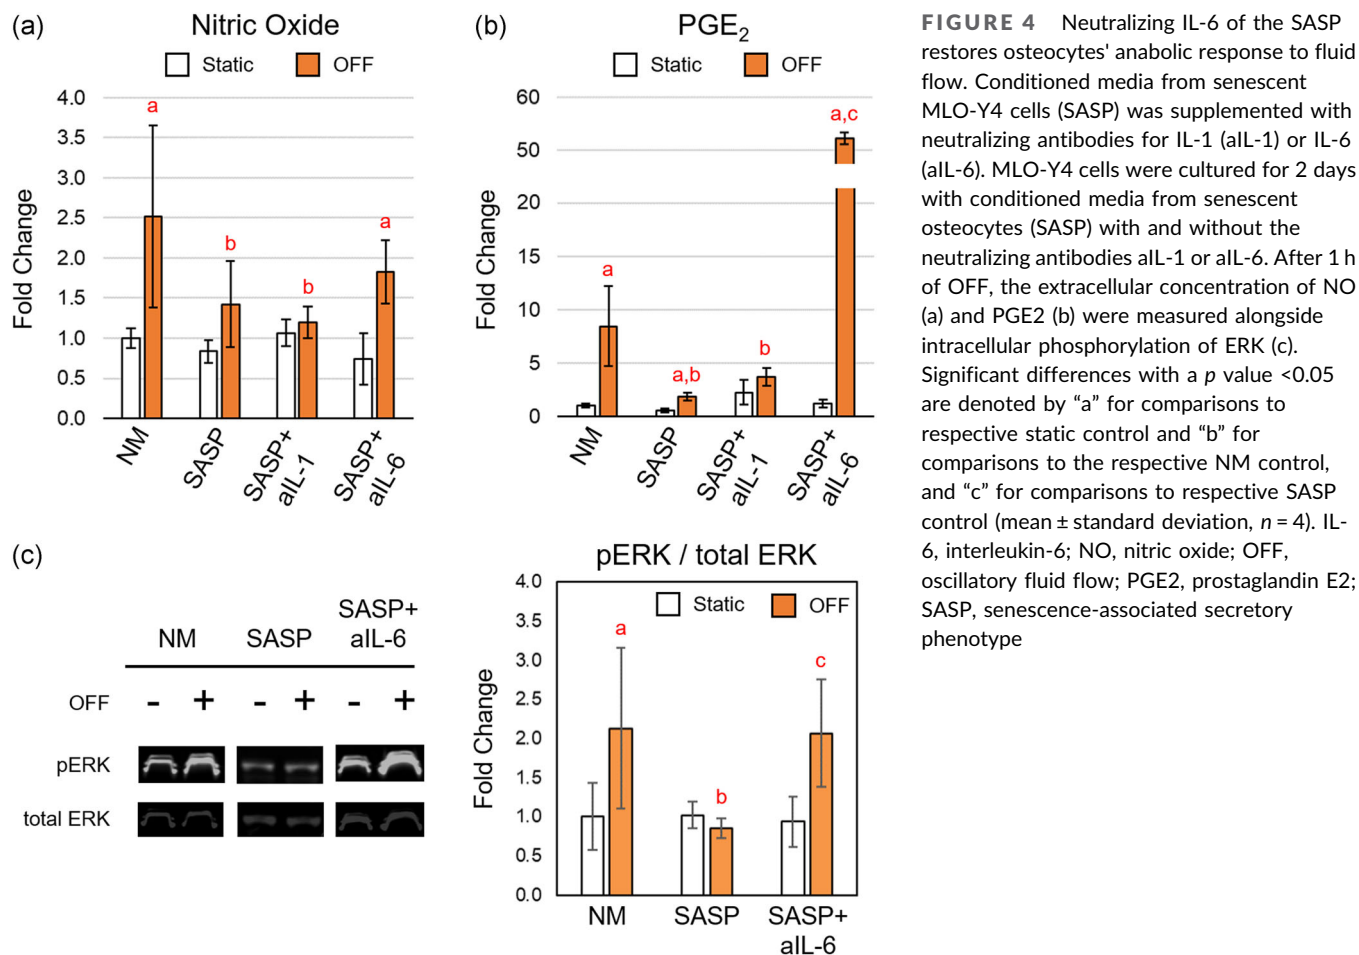 (a)
Nitric Oxide
Static
OFF
4.0
3.5
3.0
2.5
2.0
1.5
1.0
0.5
0.0
Fold Change
a
b
b
a
NM
SASP
SASP+
aIL-1
SASP+
aIL-6
(b)
PGE2
Static
OFF
60
50
20
15
10
5
0
Fold Change
a
a,b
b
a,c
NM
SASP
SASP+
aIL-1
SASP+
aIL-6
FIGURE 4 Neutralizing IL-6 of the SASP
restores osteocytes' anabolic response to fluid
flow. Conditioned media from senescent
MLO-Y4 cells (SASP) was supplemented with
neutralizing antibodies for IL-1 (aIL-1) or IL-6
(aIL-6). MLO-Y4 cells were cultured for 2 days
with conditioned media from senescent
osteocytes (SASP) with and without the
neutralizing antibodies aIL-1 or aIL-6. After 1 h
of OFF, the extracellular concentration of NO
(a) and PGE2 (b) were measured alongside
intracellular phosphorylation of ERK (c).
Significant differences with a p value <0.05
are denoted by “a” for comparisons to
respective static control and “b” for
comparisons to the respective NM control,
and “c” for comparisons to respective SASP
control (mean ± standard deviation, n = 4). IL-
6, interleukin-6; NO, nitric oxide; OFF,
oscillatory fluid flow; PGE2, prostaglandin E2;
SASP, senescence-associated secretory
phenotype
(c)
NM
SASP
SASP+
aIL-6
OFF - + - + - +
pERK
total ERK
pERK / total ERK
Static
OFF
4.0
3.5
3.0
2.5
2.0
1.5
1.0
0.5
0.0
Fold Change
a
b
c
NM
SASP
SASP+
aIL-6